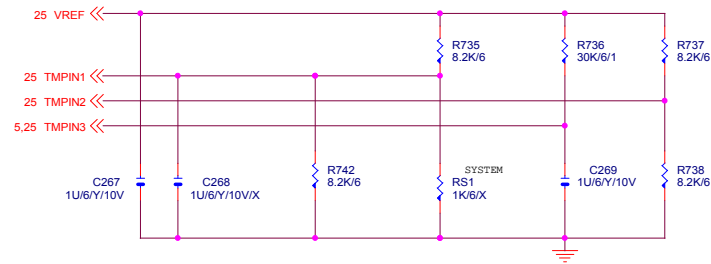 25 VREF
R735
8.2K/6
R736
30K/6/1
R737
8.2K/6
25 TMPIN1
25 TMPIN2
5,25 TMPIN3
C267
1U/6/Y/10V
C268
1U/6/Y/10V/X
R742
8.2K/6
SYSTEM
RS1
1K/6/X
C269
1U/6/Y/10V
R738
8.2K/6